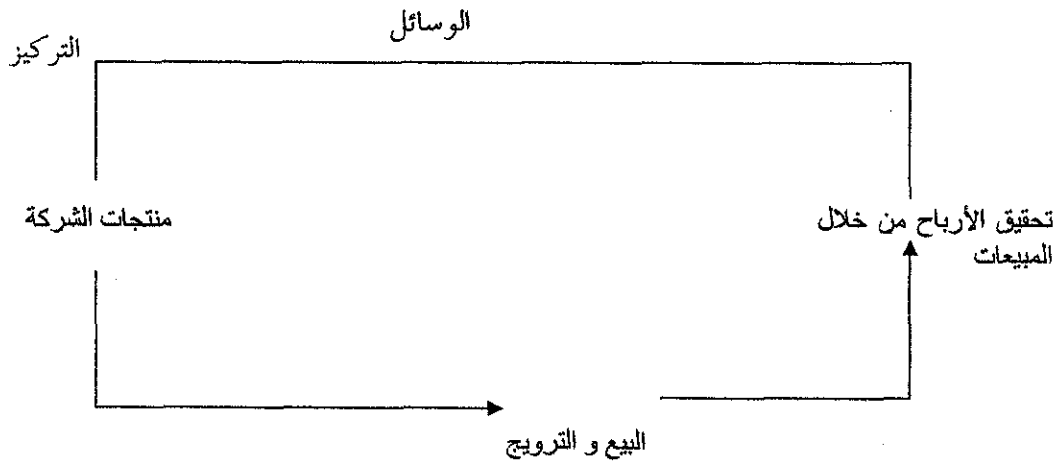 الوسائل
التركيز
تحقيق الأرباح من خلال
المبيعات
منتجات الشركة
البيع و الترويج